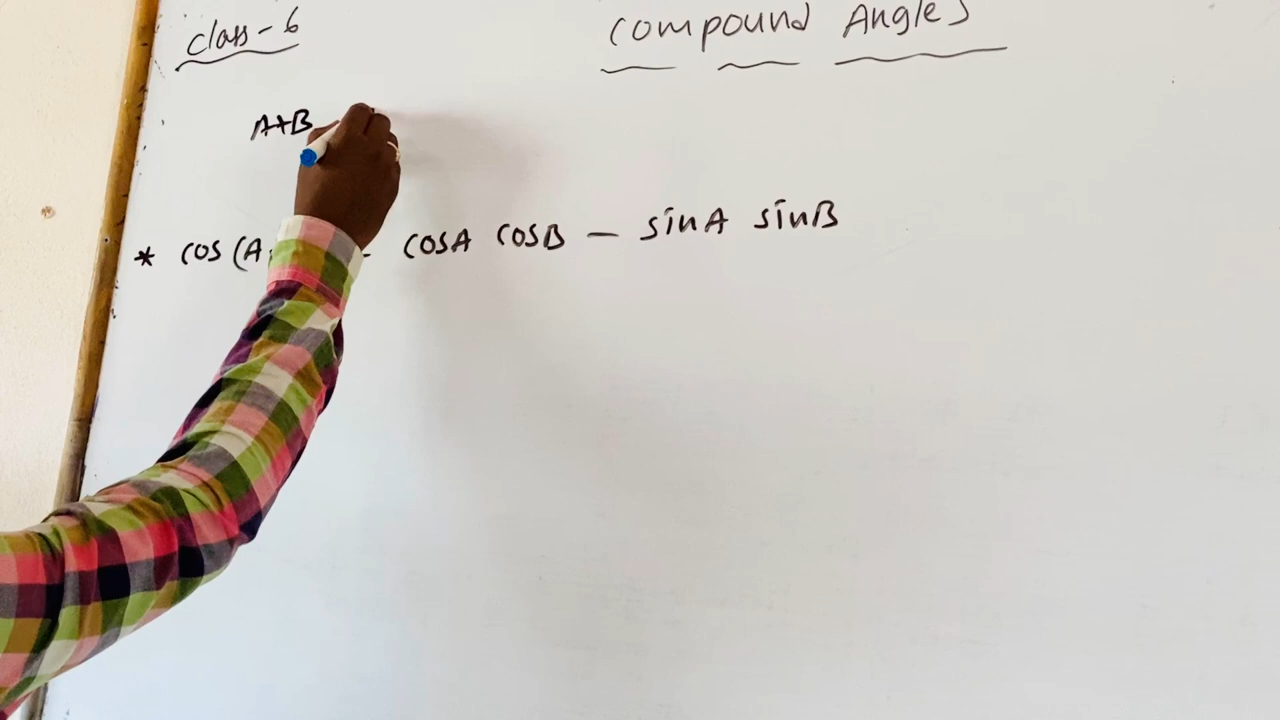 class-6
Compound Angles
A+B
* cos (A cosA cosB – sinA sinB